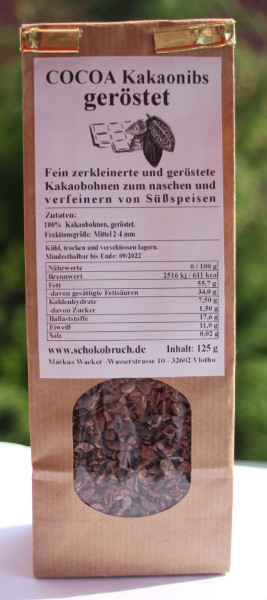 COCOA Kakaonibs
geröstet
Fein zerkleinerte und geröstete
Kakaobohnen zum naschen und
verfeinern von Süßspeisen
Zutaten:
100% Kakaobohnen, geröstet.
Fraktionsgröße: Mittel 2-4 mm
Kühl, trocken und verschlossen lagern.
Mindesthalbar bis Ende: 09/2022
Nährwerte 0 / 100 g
Brennwert 2516 kj / 611 kcal
Fett 55,7 g
-davon gesättigte Fettsäuren 34,0 g
Kohlenhydrate 7,50 g
-davon Zucker 1,50 g
Ballaststoffe 17,6 g
Eiweiß 11,0 g
Salz 0,02 g
www.schokobruch.de Inhalt: 125 g
Markus Wacker -Wasserstrasse 10 - 32602 Vlotho